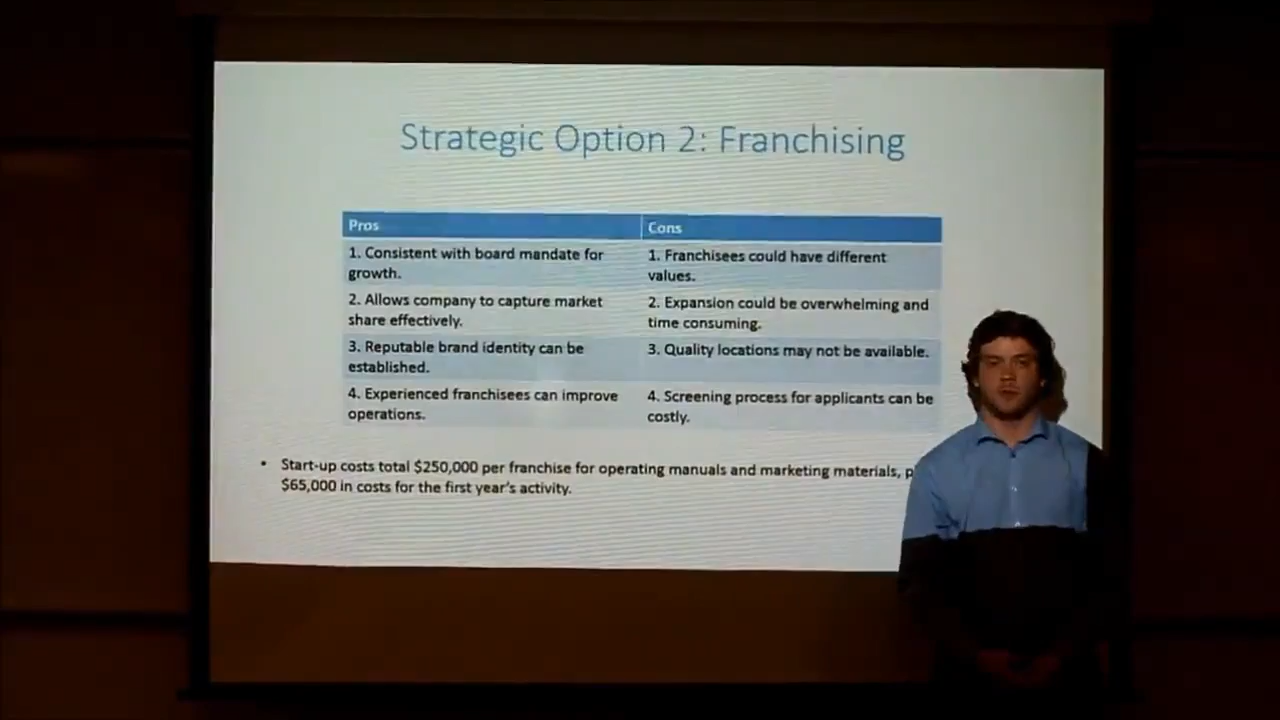 Strategic Option 2: Franchising
Pros
Cons
1. Consistent with board mandate for
growth.
1. Franchisees could have different
values.
2. Allows company to capture market
share effectively.
2. Expansion could be overwhelming and
time consuming.
3. Reputable brand identity can be
established.
3. Quality locations may not be available.
4. Experienced franchisees can improve
operations.
4. Screening process for applicants can be
costly.
• Start-up costs total $250,000 per franchise for operating manuals and marketing materials,
$65,000 in costs for the first year's activity.